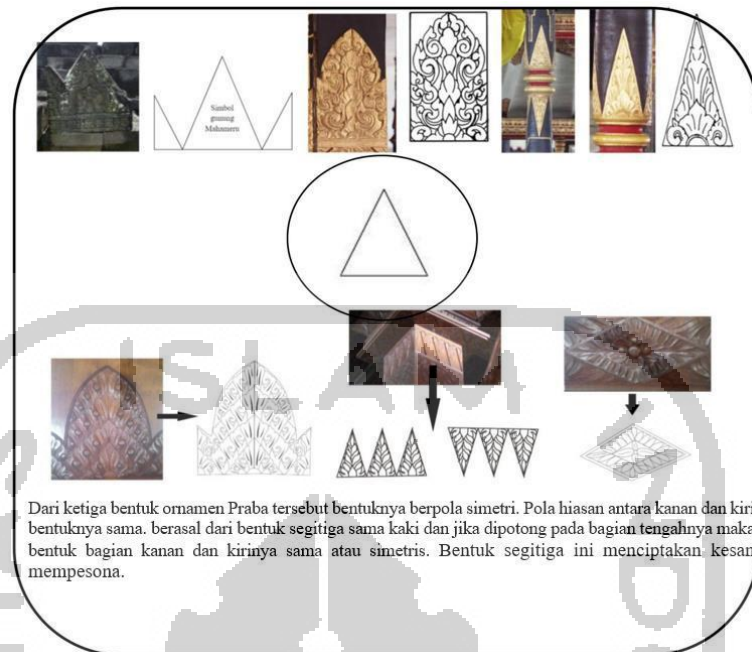 Simbol
gunung
Mahameru
ISLAM
Dari ketiga bentuk ornamen Praba tersebut bentuknya berpola simetri. Pola hiasan antara kanan dan kiri
bentuknya sama. berasal dari bentuk segitiga sama kaki dan jika dipotong pada bagian tengahnya maka
bentuk bagian kanan dan kirinya sama atau simetris. Bentuk segitiga ini menciptakan kesan
mempesona.